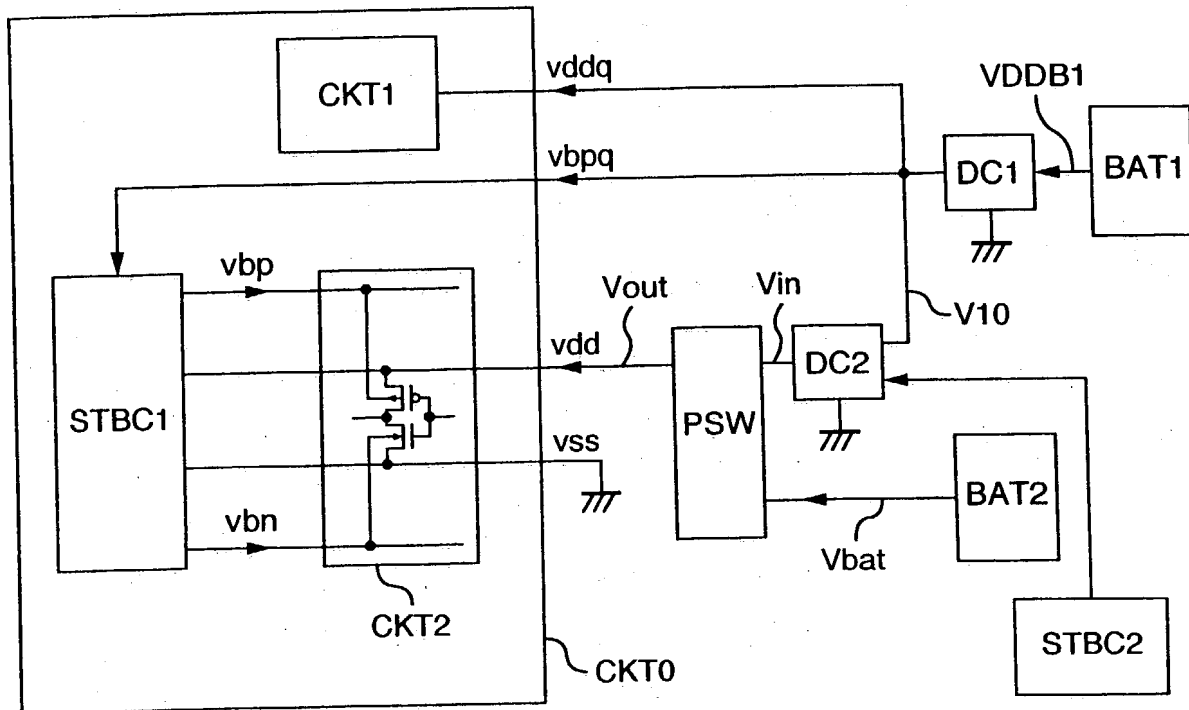 vddq
VDDB1
CKT1
vbpq
DC1
BAT1
vbp
Vout
Vin
V10
vdd
DC2
STBC1
PSW
vss
BAT2
vbn
Vbat
CKT2
STBC2
CKT0